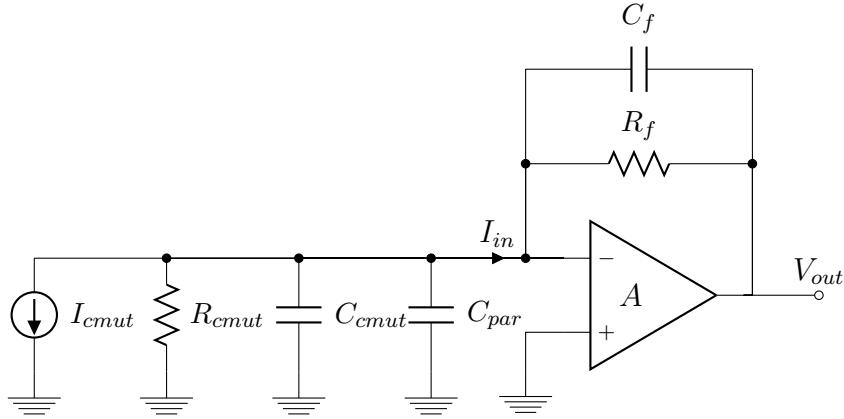 C_f
R_f
I_in
−
V_out
A
I_cmut
R_cmut
C_cmut
C_par
+